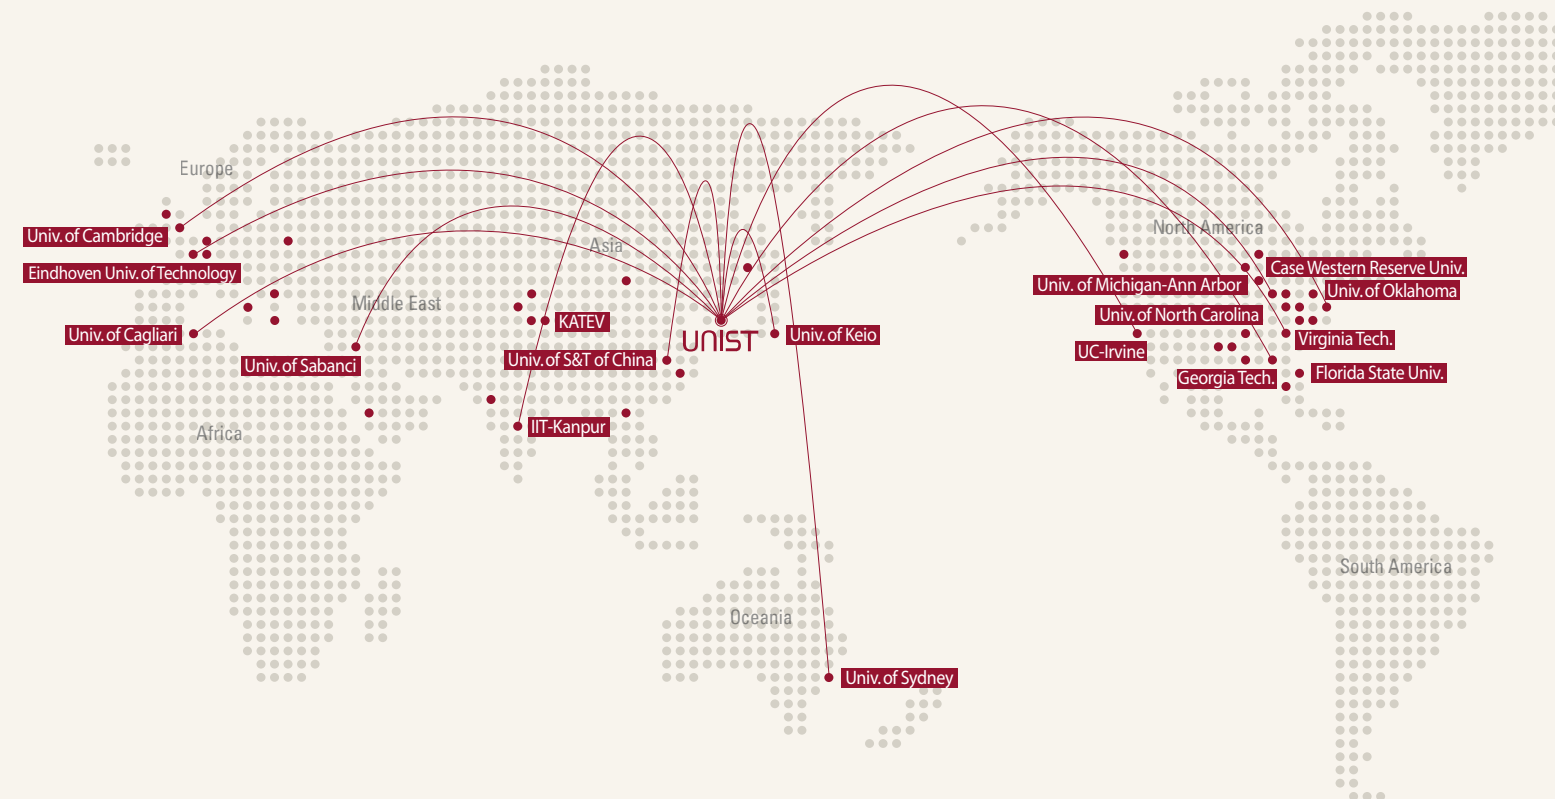 Europe
Univ. of Cambridge
Eindhoven Univ. of Technology
Univ. of Cagliari
Middle East
Univ. of Sabanci
Africa
Asia
KATEV
UNIST
Univ. of Keio
Univ. of S&T of China
IIT-Kanpur
Oceania
Univ. of Sydney
North America
Case Western Reserve Univ.
Univ. of Michigan-Ann Arbor
Univ. of Oklahoma
Univ. of North Carolina
Virginia Tech.
UC-Irvine
Georgia Tech.
Florida State Univ.
South America